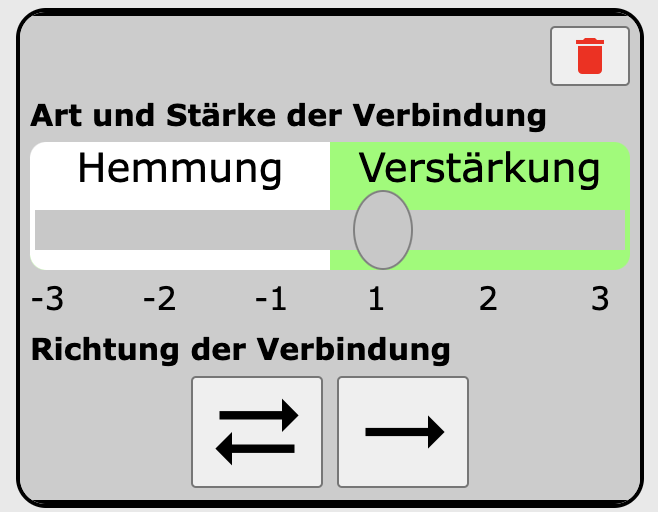 Art und Stärke der Verbindung
Hemmung Verstärkung
-3 -2 -1 1 2 3
Richtung der Verbindung